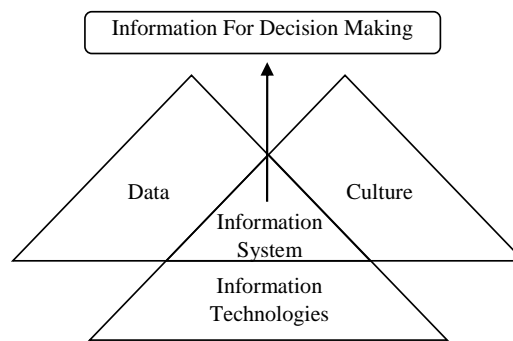 Information For Decision Making
Data
Culture
Information
System
Information
Technologies